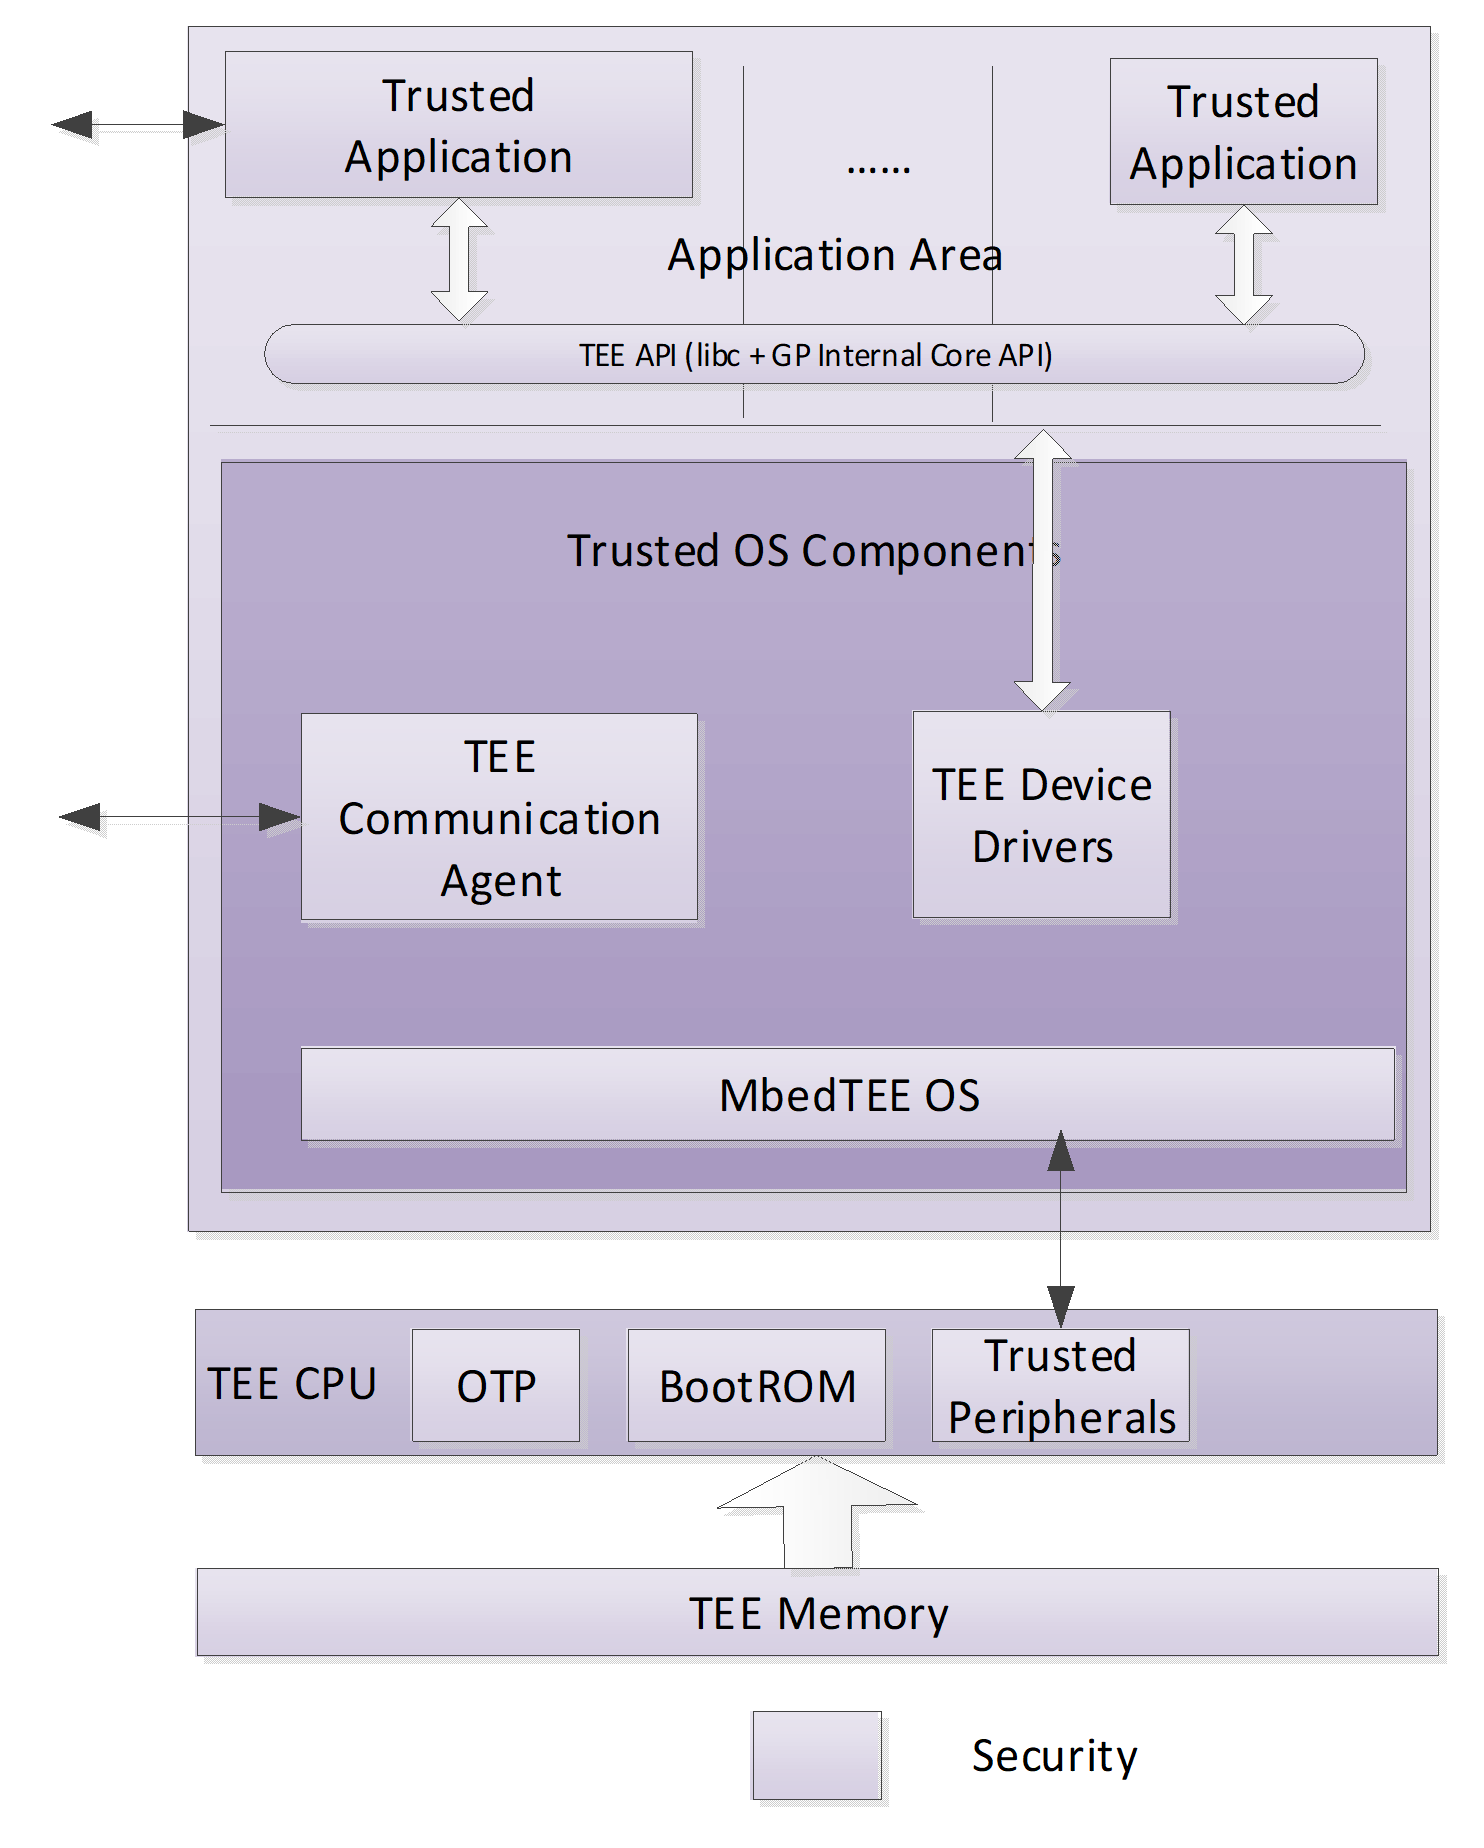 Trusted
Application
Trusted
Application
......
Application Area
TEE API (libc + GP Internal Core API)
Trusted OS Components
TEE
Communication
Agent
TEE Device
Drivers
MbedTEE OS
TEE CPU
OTP
BootROM
Trusted
Peripherals
TEE Memory
Security